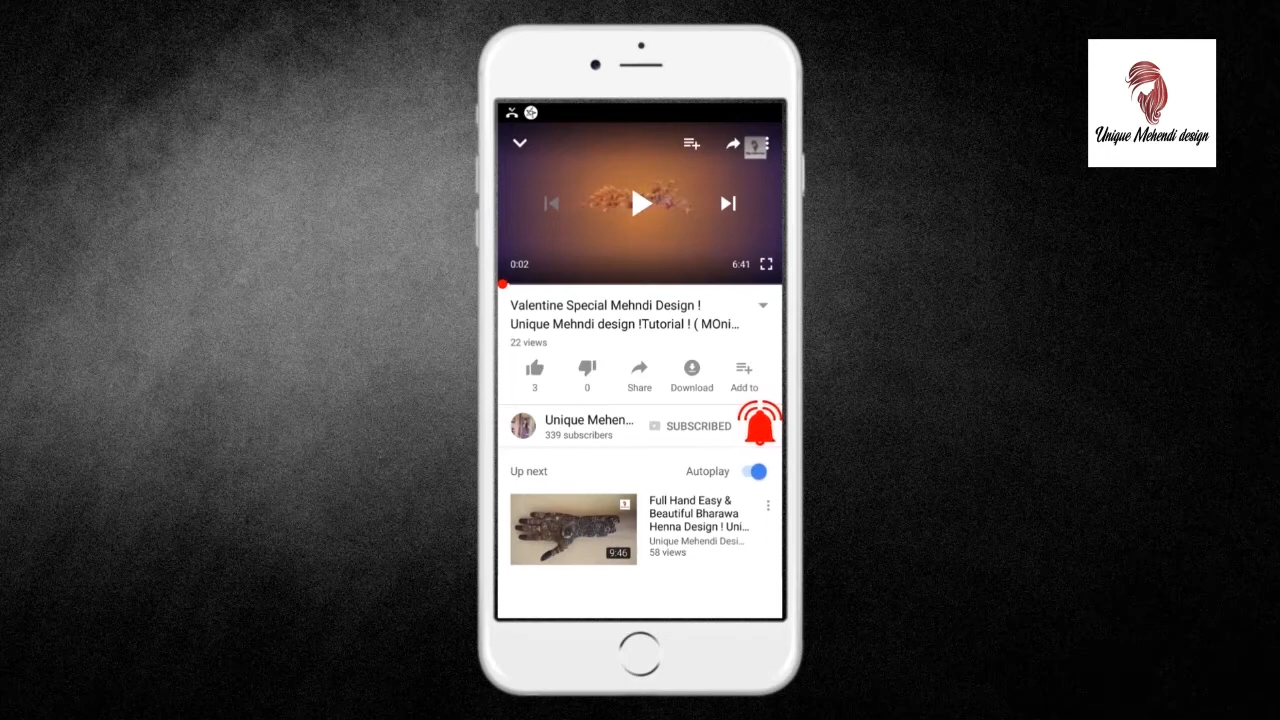 Unique Mehendi design
0:02
6:41
Valentine Special Mehndi Design !
Unique Mehndi design !Tutorial ! ( MOni...
22 views
3
0
Share
Download
Add to
Unique Mehen...
339 subscribers
SUBSCRIBED
Up next
Autoplay
Full Hand Easy &
Beautiful Bharawa
Henna Design ! Uni...
Unique Mehendi Desi...
58 views
9:46